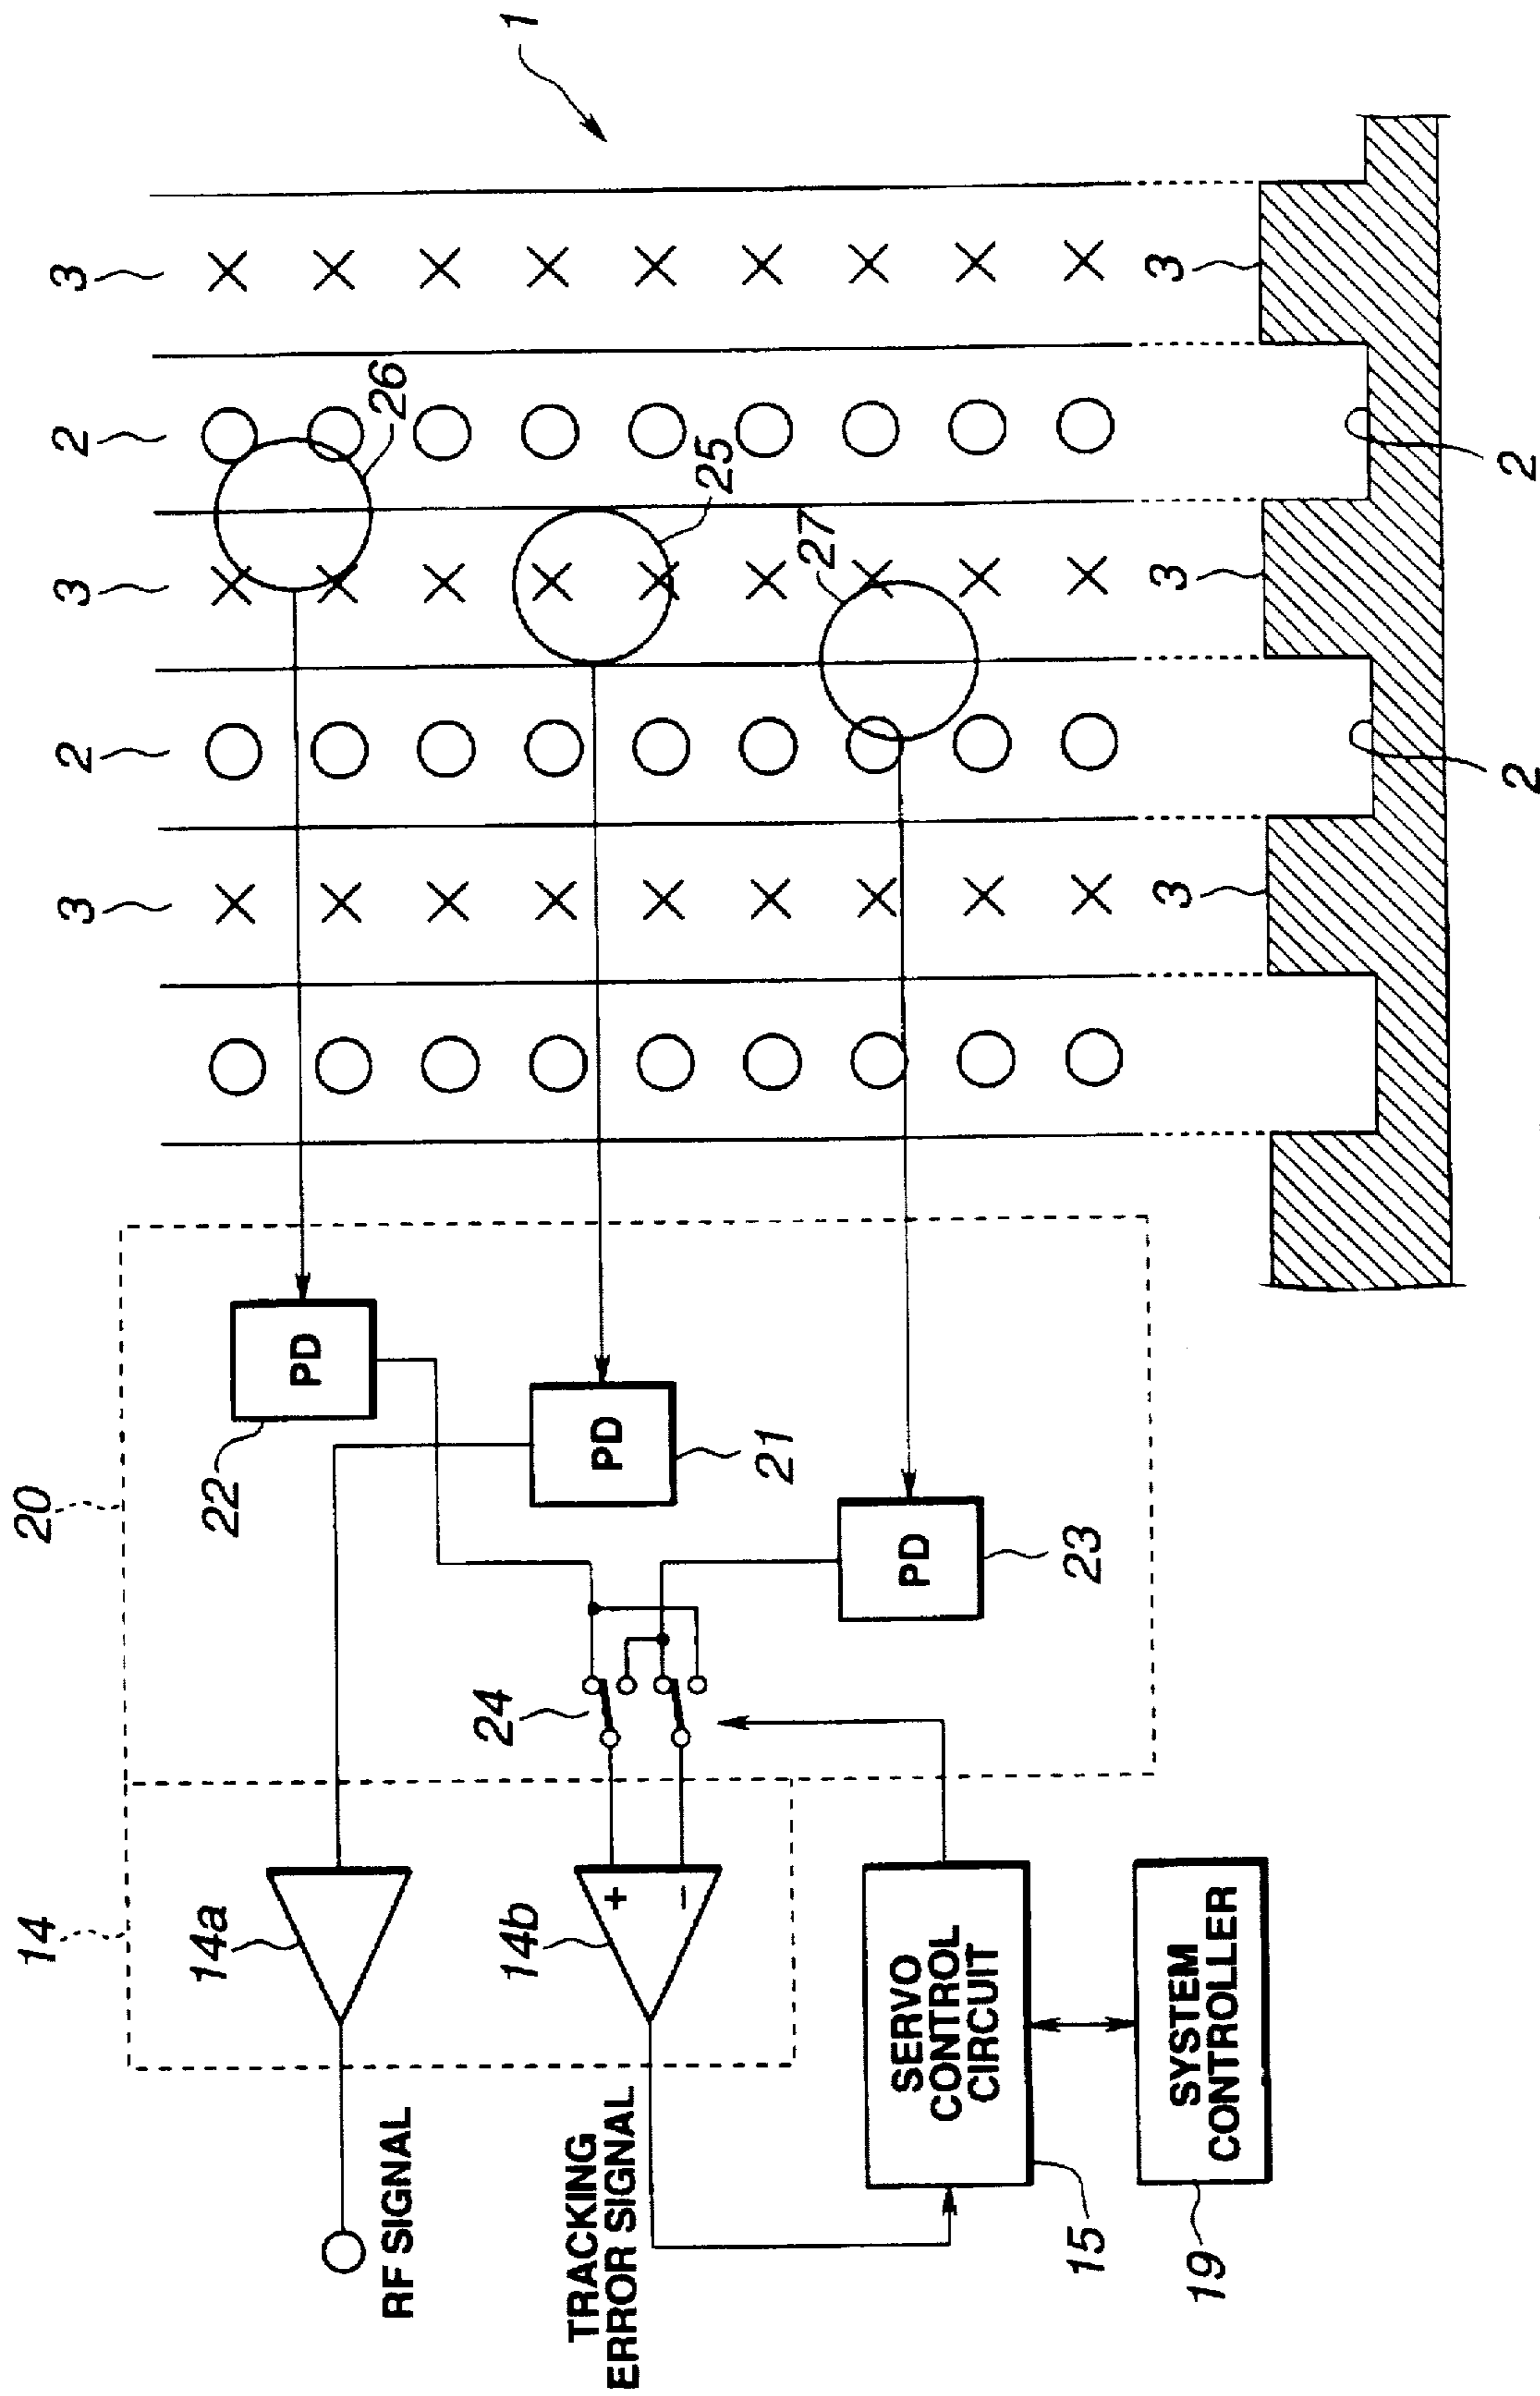 14
20
3
2
3
2
3
14a
22
PD
26
RF SIGNAL
24
14b
1
TRACKING
ERROR SIGNAL
+
−
PD
25
21
27
SERVO
CONTROL
CIRCUIT
PD
15
23
3
3
3
19
SYSTEM
CONTROLLER
2
2